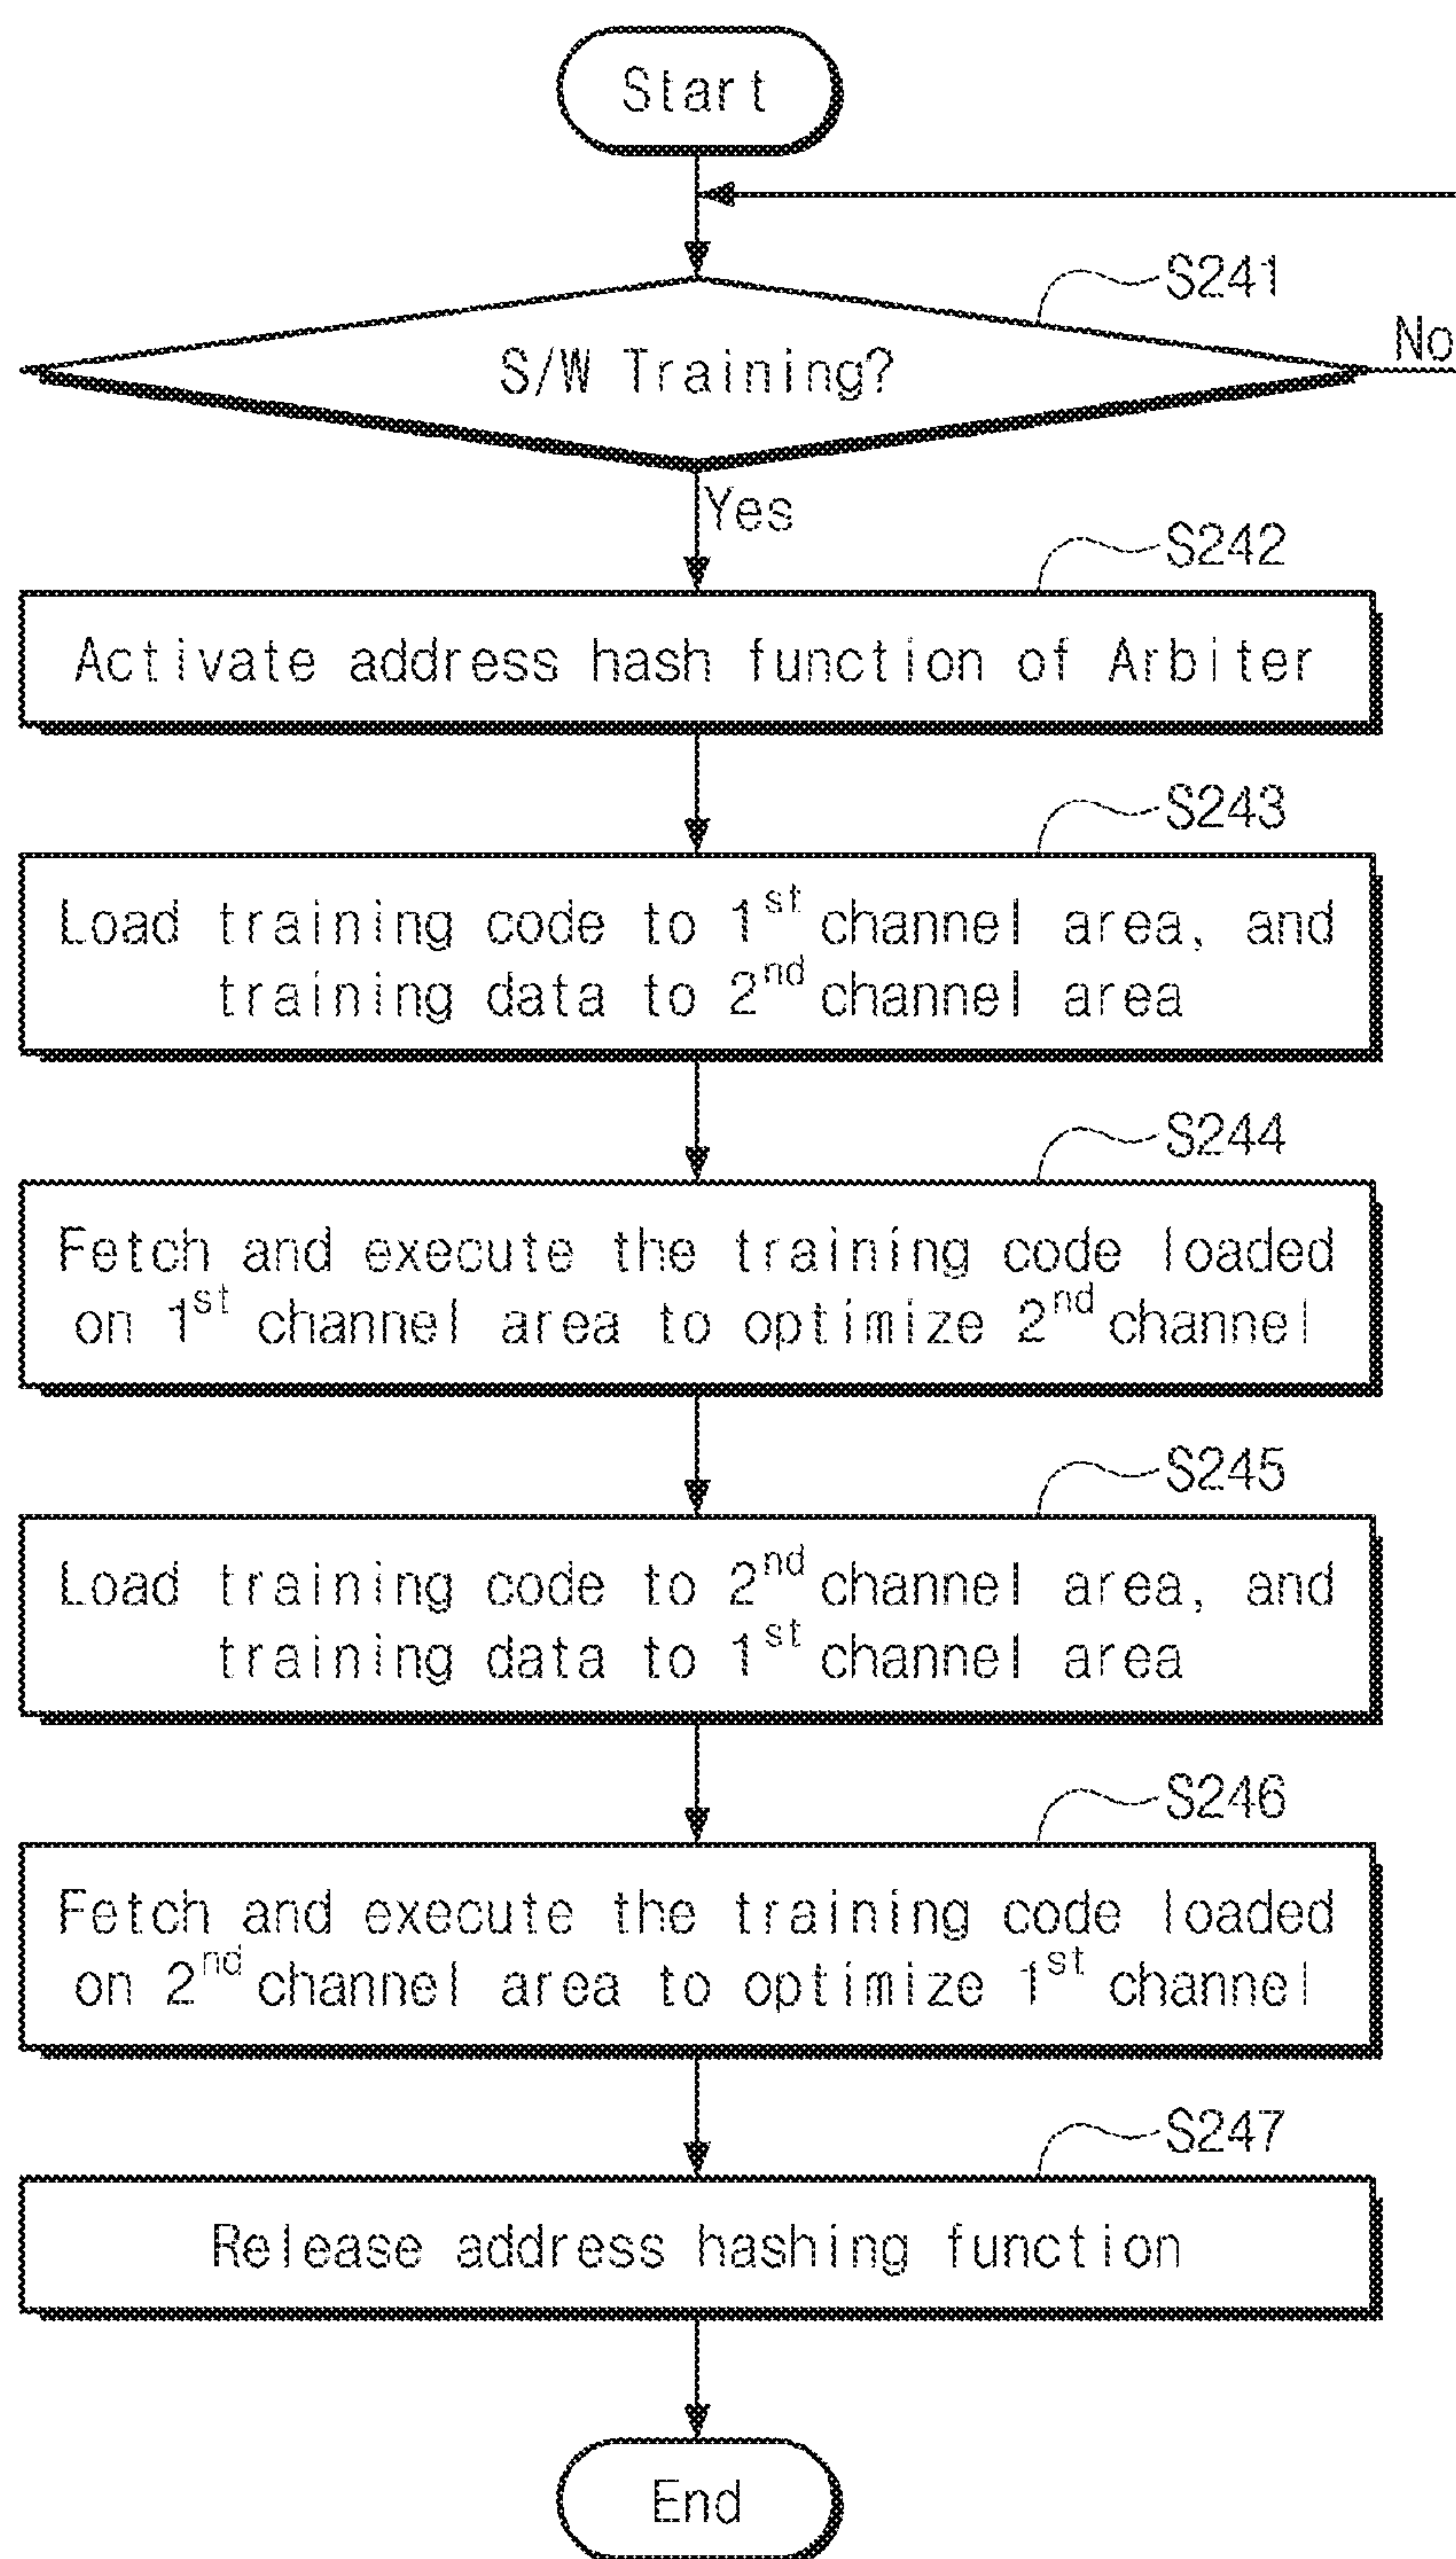 Start
S241
S/W Training?
No
Yes
S242
Activate address hash function of Arbiter
S243
Load training code to 1st channel area, and
training data to 2nd channel area
S244
Fetch and execute the training code loaded
on 1st channel area to optimize 2nd channel
S245
Load training code to 2nd channel area, and
training data to 1st channel area
S246
Fetch and execute the training code loaded
on 2nd channel area to optimize 1st channel
S247
Release address hashing function
End